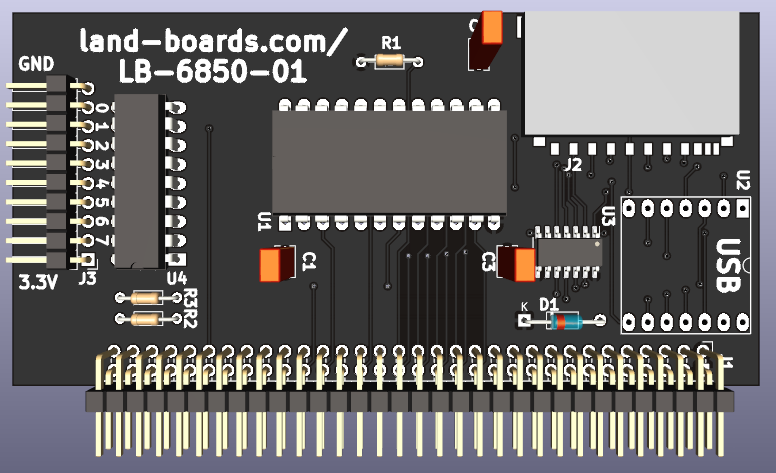 land-boards.com/
LB-6850-01
R1
C
GND
0
1
2
3
4
5
6
7
3.3V
J3
U4
R3
R2
U1
C1
C3
J2
U3
U2
USB
K
D1
J1